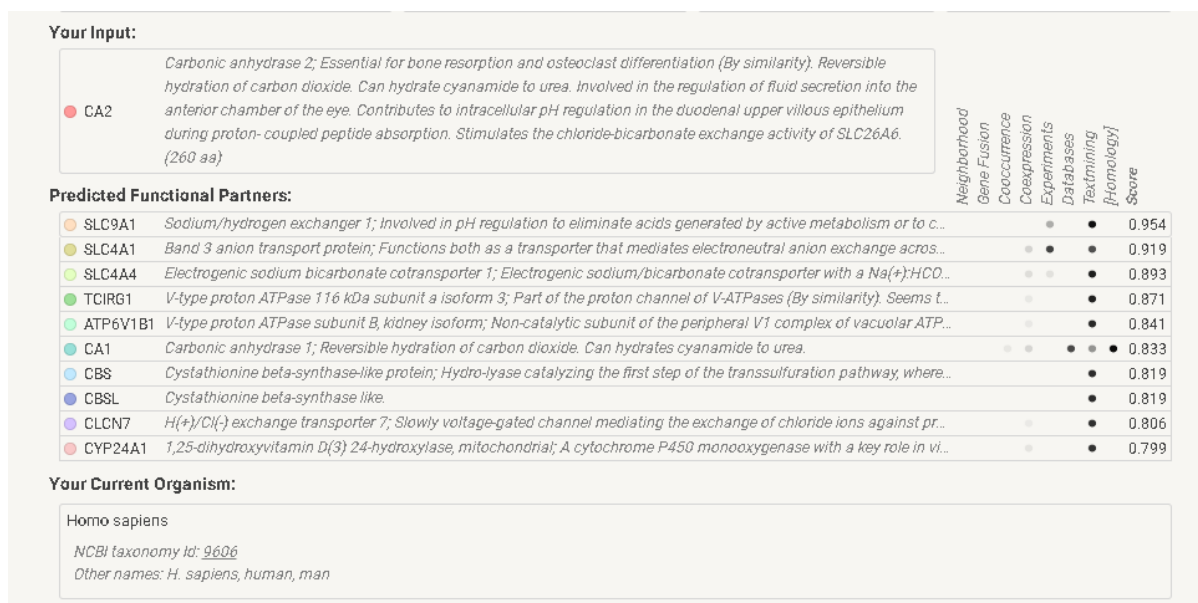 Your Input:
CA2
Carbonic anhydrase 2; Essential for bone resorption and osteoclast differentiation (By similarity). Reversible
hydration of carbon dioxide. Can hydrate cyanamide to urea. Involved in the regulation of fluid secretion into the
anterior chamber of the eye. Contributes to intracellular pH regulation in the duodenal upper villous epithelium
during proton- coupled peptide absorption. Stimulates the chloride-bicarbonate exchange activity of SLC26A6.
(260 aa)
Neighborhood
Gene Fusion
Cooccurrence
Coexpression
Experiments
Databases
Textmining
[Homology]
Score
Predicted Functional Partners:
SLC9A1 Sodium/hydrogen exchanger 1; Involved in pH regulation to eliminate acids generated by active metabolism or to c... 0.954
SLC4A1 Band 3 anion transport protein; Functions both as a transporter that mediates electroneutral anion exchange acros... 0.919
SLC4A4 Electrogenic sodium bicarbonate cotransporter 1; Electrogenic sodium/bicarbonate cotransporter with a Na(+):HCO... 0.893
TCIRG1 V-type proton ATPase 116 kDa subunit a isoform 3; Part of the proton channel of V-ATPases (By similarity). Seems t... 0.871
ATP6V1B1 V-type proton ATPase subunit B, kidney isoform; Non-catalytic subunit of the peripheral V1 complex of vacuolar ATP... 0.841
CA1 Carbonic anhydrase 1; Reversible hydration of carbon dioxide. Can hydrates cyanamide to urea. 0.833
CBS Cystathionine beta-synthase-like protein; Hydro-lyase catalyzing the first step of the transsulfuration pathway, where... 0.819
CBSL Cystathionine beta-synthase like. 0.819
CLCN7 H(+)/Cl(-) exchange transporter 7; Slowly voltage-gated channel mediating the exchange of chloride ions against pr... 0.806
CYP24A1 1,25-dihydroxyvitamin D(3) 24-hydroxylase, mitochondrial; A cytochrome P450 monooxygenase with a key role in vi... 0.799
Your Current Organism:
Homo sapiens
NCBI taxonomy Id: 9606
Other names: H. sapiens, human, man